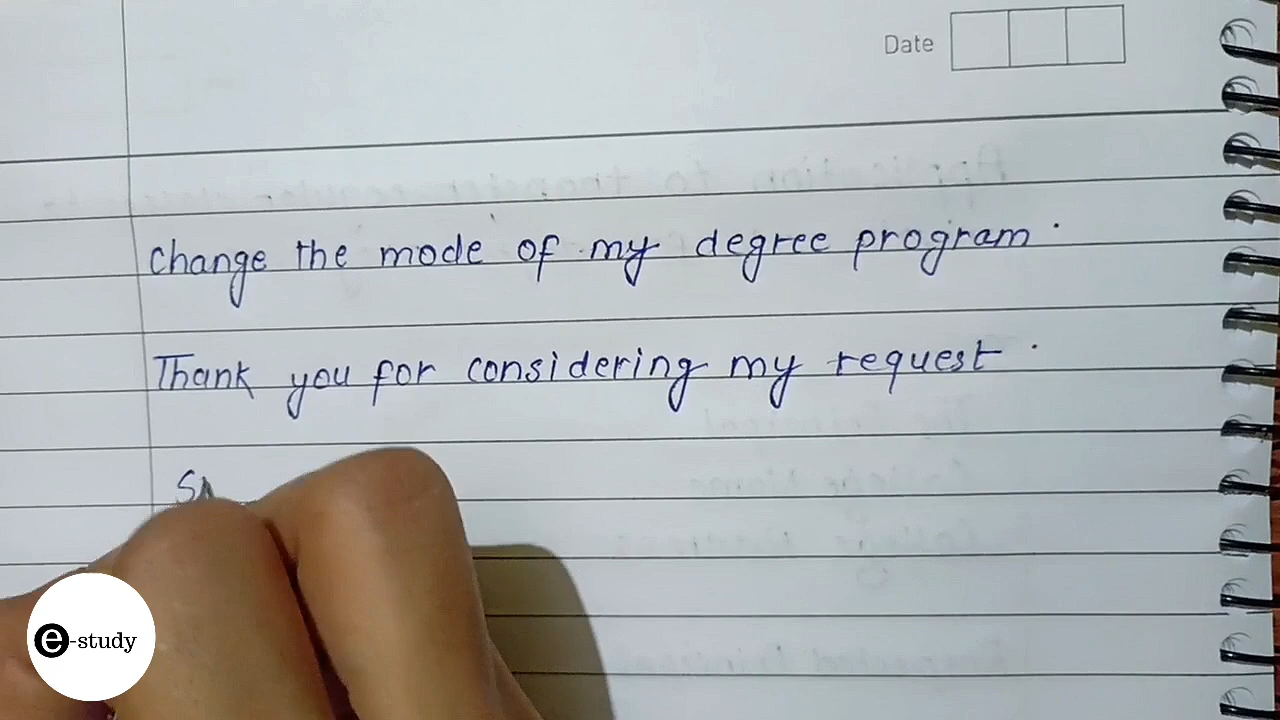 Date
change the mode of my degree program.
Thank you for considering my request.
e-study